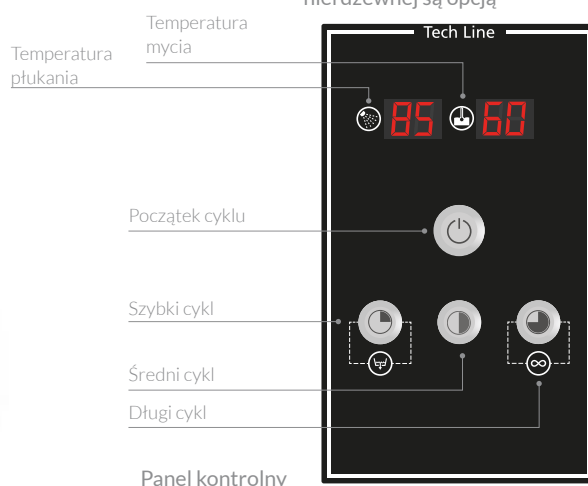 nierdzewnej są opcją
Temperatura
mycia
Tech Line
Temperatura
płukania
85 60
Początek cyklu
Szybki cykl
Średni cykl
Długi cykl
Panel kontrolny